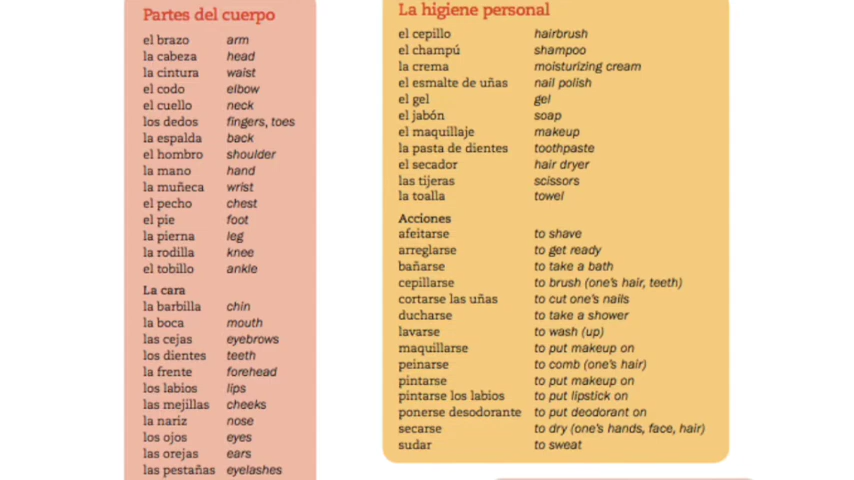 Partes del cuerpo
el brazo arm
la cabeza head
la cintura waist
el codo elbow
el cuello neck
los dedos fingers, toes
la espalda back
el hombro shoulder
la mano hand
la muñeca wrist
el pecho chest
el pie foot
la pierna leg
la rodilla knee
el tobillo ankle
La cara
la barbilla chin
la boca mouth
las cejas eyebrows
los dientes teeth
la frente forehead
los labios lips
las mejillas cheeks
la nariz nose
los ojos eyes
las orejas ears
las pestañas eyelashes
La higiene personal
el cepillo hairbrush
el champú shampoo
la crema moisturizing cream
el esmalte de uñas nail polish
el gel gel
el jabón soap
el maquillaje makeup
la pasta de dientes toothpaste
el secador hair dryer
las tijeras scissors
la toalla towel
Acciones
afeitarse to shave
arreglarse to get ready
bañarse to take a bath
cepillarse to brush (one's hair, teeth)
cortarse las uñas to cut one's nails
ducharse to take a shower
lavarse to wash (up)
maquillarse to put makeup on
peinarse to comb (one's hair)
pintarse to put makeup on
pintarse los labios to put lipstick on
ponerse desodorante to put deodorant on
secarse to dry (one's hands, face, hair)
sudar to sweat